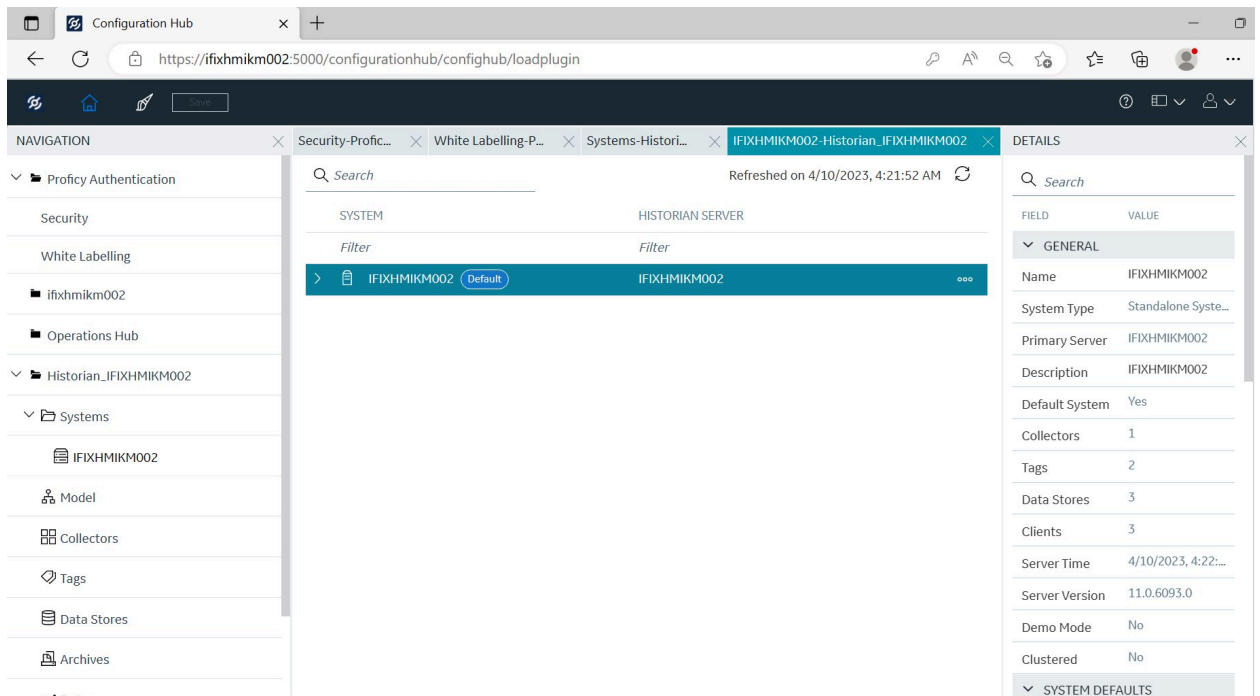 Configuration Hub
https://ifixhmikm002:5000/configurationhub/confighub/loadplugin
Save
NAVIGATION
Proficy Authentication
Security
White Labelling
ifixhmikm002
Operations Hub
Historian_IFIXHMIKM002
Systems
IFIXHMIKM002
Model
Collectors
Tags
Data Stores
Archives
Security-Profic...
White Labelling-P...
Systems-Histori...
IFIXHMIKM002-Historian_IFIXHMIKM002
Search
Refreshed on 4/10/2023, 4:21:52 AM
SYSTEM HISTORIAN SERVER
Filter Filter
IFIXHMIKM002 Default IFIXHMIKM002
DETAILS
Search
FIELD VALUE
GENERAL
Name IFIXHMIKM002
System Type Standalone Syste...
Primary Server IFIXHMIKM002
Description IFIXHMIKM002
Default System Yes
Collectors 1
Tags 2
Data Stores 3
Clients 3
Server Time 4/10/2023, 4:22:...
Server Version 11.0.6093.0
Demo Mode No
Clustered No
SYSTEM DEFAULTS